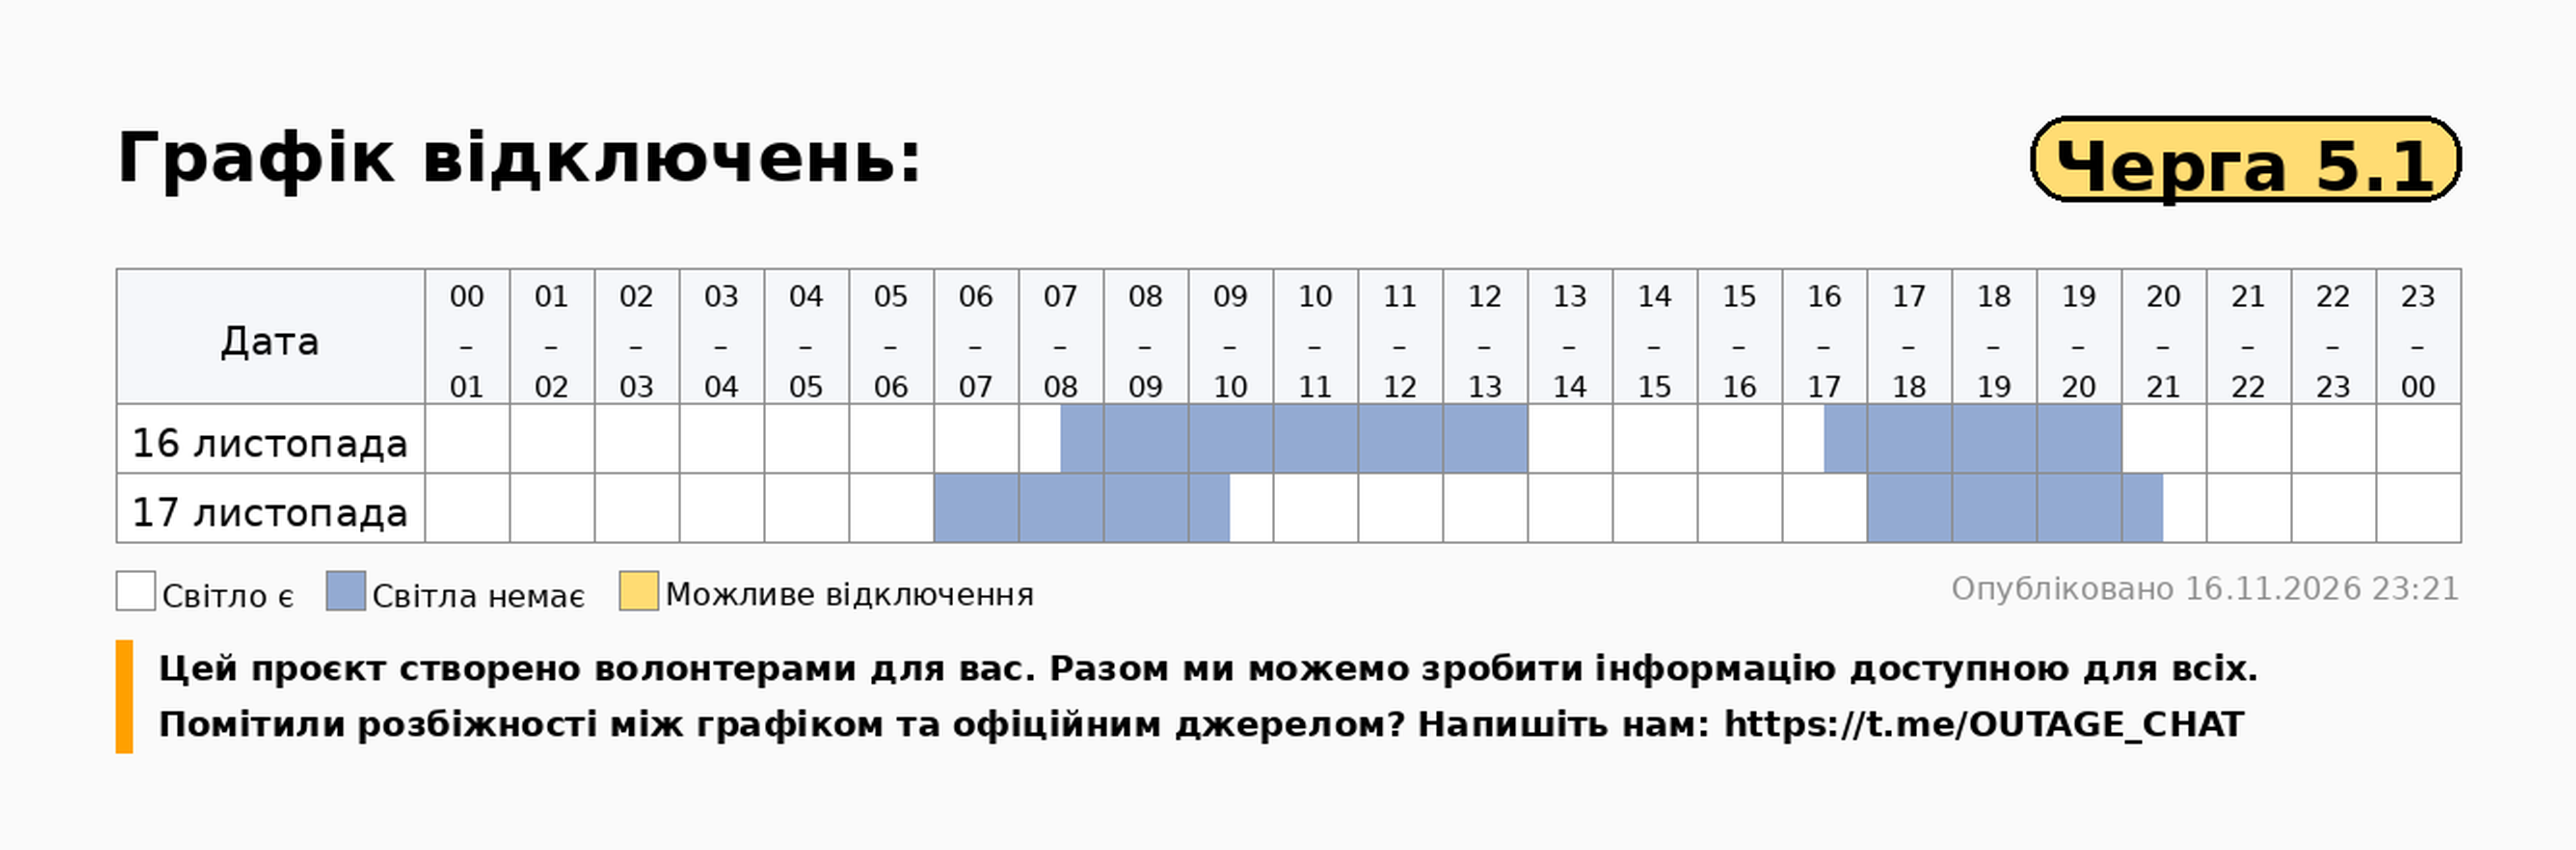 Графік відключень:
Черга 5.1
Дата 00 – 01 01 – 02 02 – 03 03 – 04 04 – 05 05 – 06 06 – 07 07 – 08 08 – 09 09 – 10 10 – 11 11 – 12 12 – 13 13 – 14 14 – 15 15 – 16 16 – 17 17 – 18 18 – 19 19 – 20 20 – 21 21 – 22 22 – 23 23 – 00
16 листопада
17 листопада
Світло є Світла немає Можливе відключення
Опубліковано 16.11.2026 23:21
Цей проєкт створено волонтерами для вас. Разом ми можемо зробити інформацію доступною для всіх.
Помітили розбіжності між графіком та офіційним джерелом? Напишіть нам: https://t.me/OUTAGE_CHAT